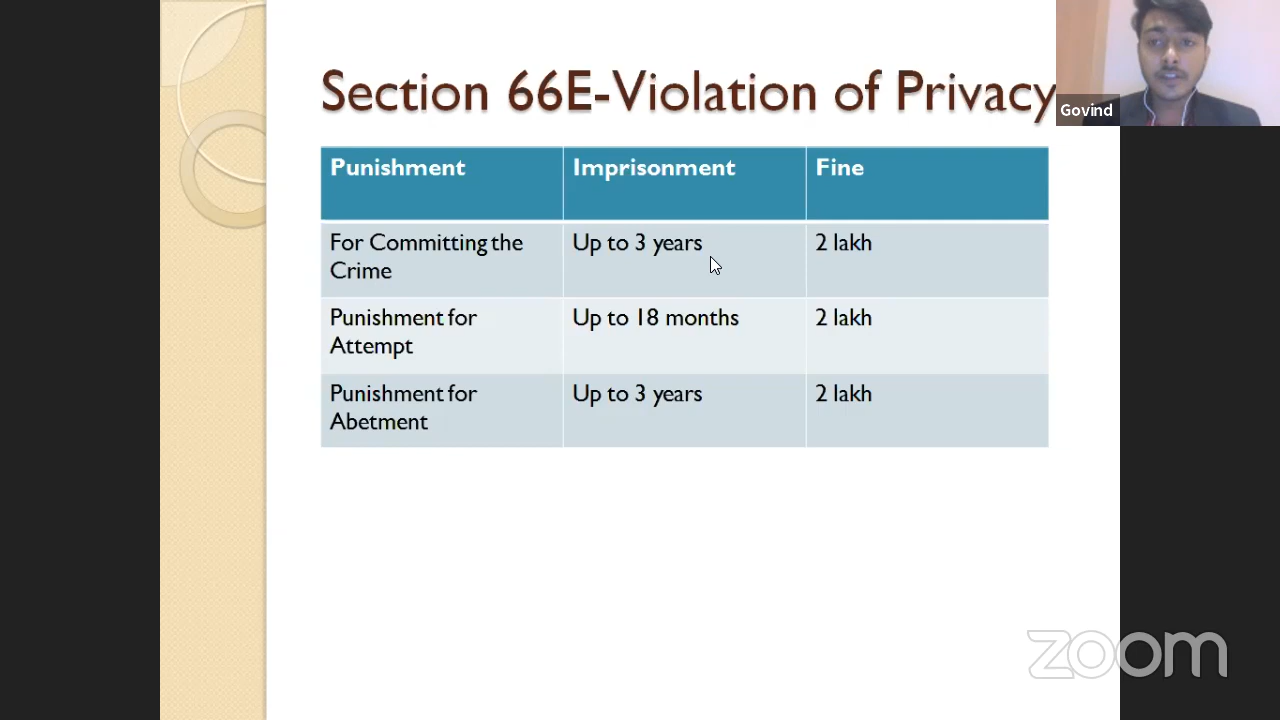 Section 66E-Violation of Privacy
Govind
Punishment Imprisonment Fine
For Committing the Up to 3 years 2 lakh
Crime
Punishment for Up to 18 months 2 lakh
Attempt
Punishment for Up to 3 years 2 lakh
Abetment
zoom